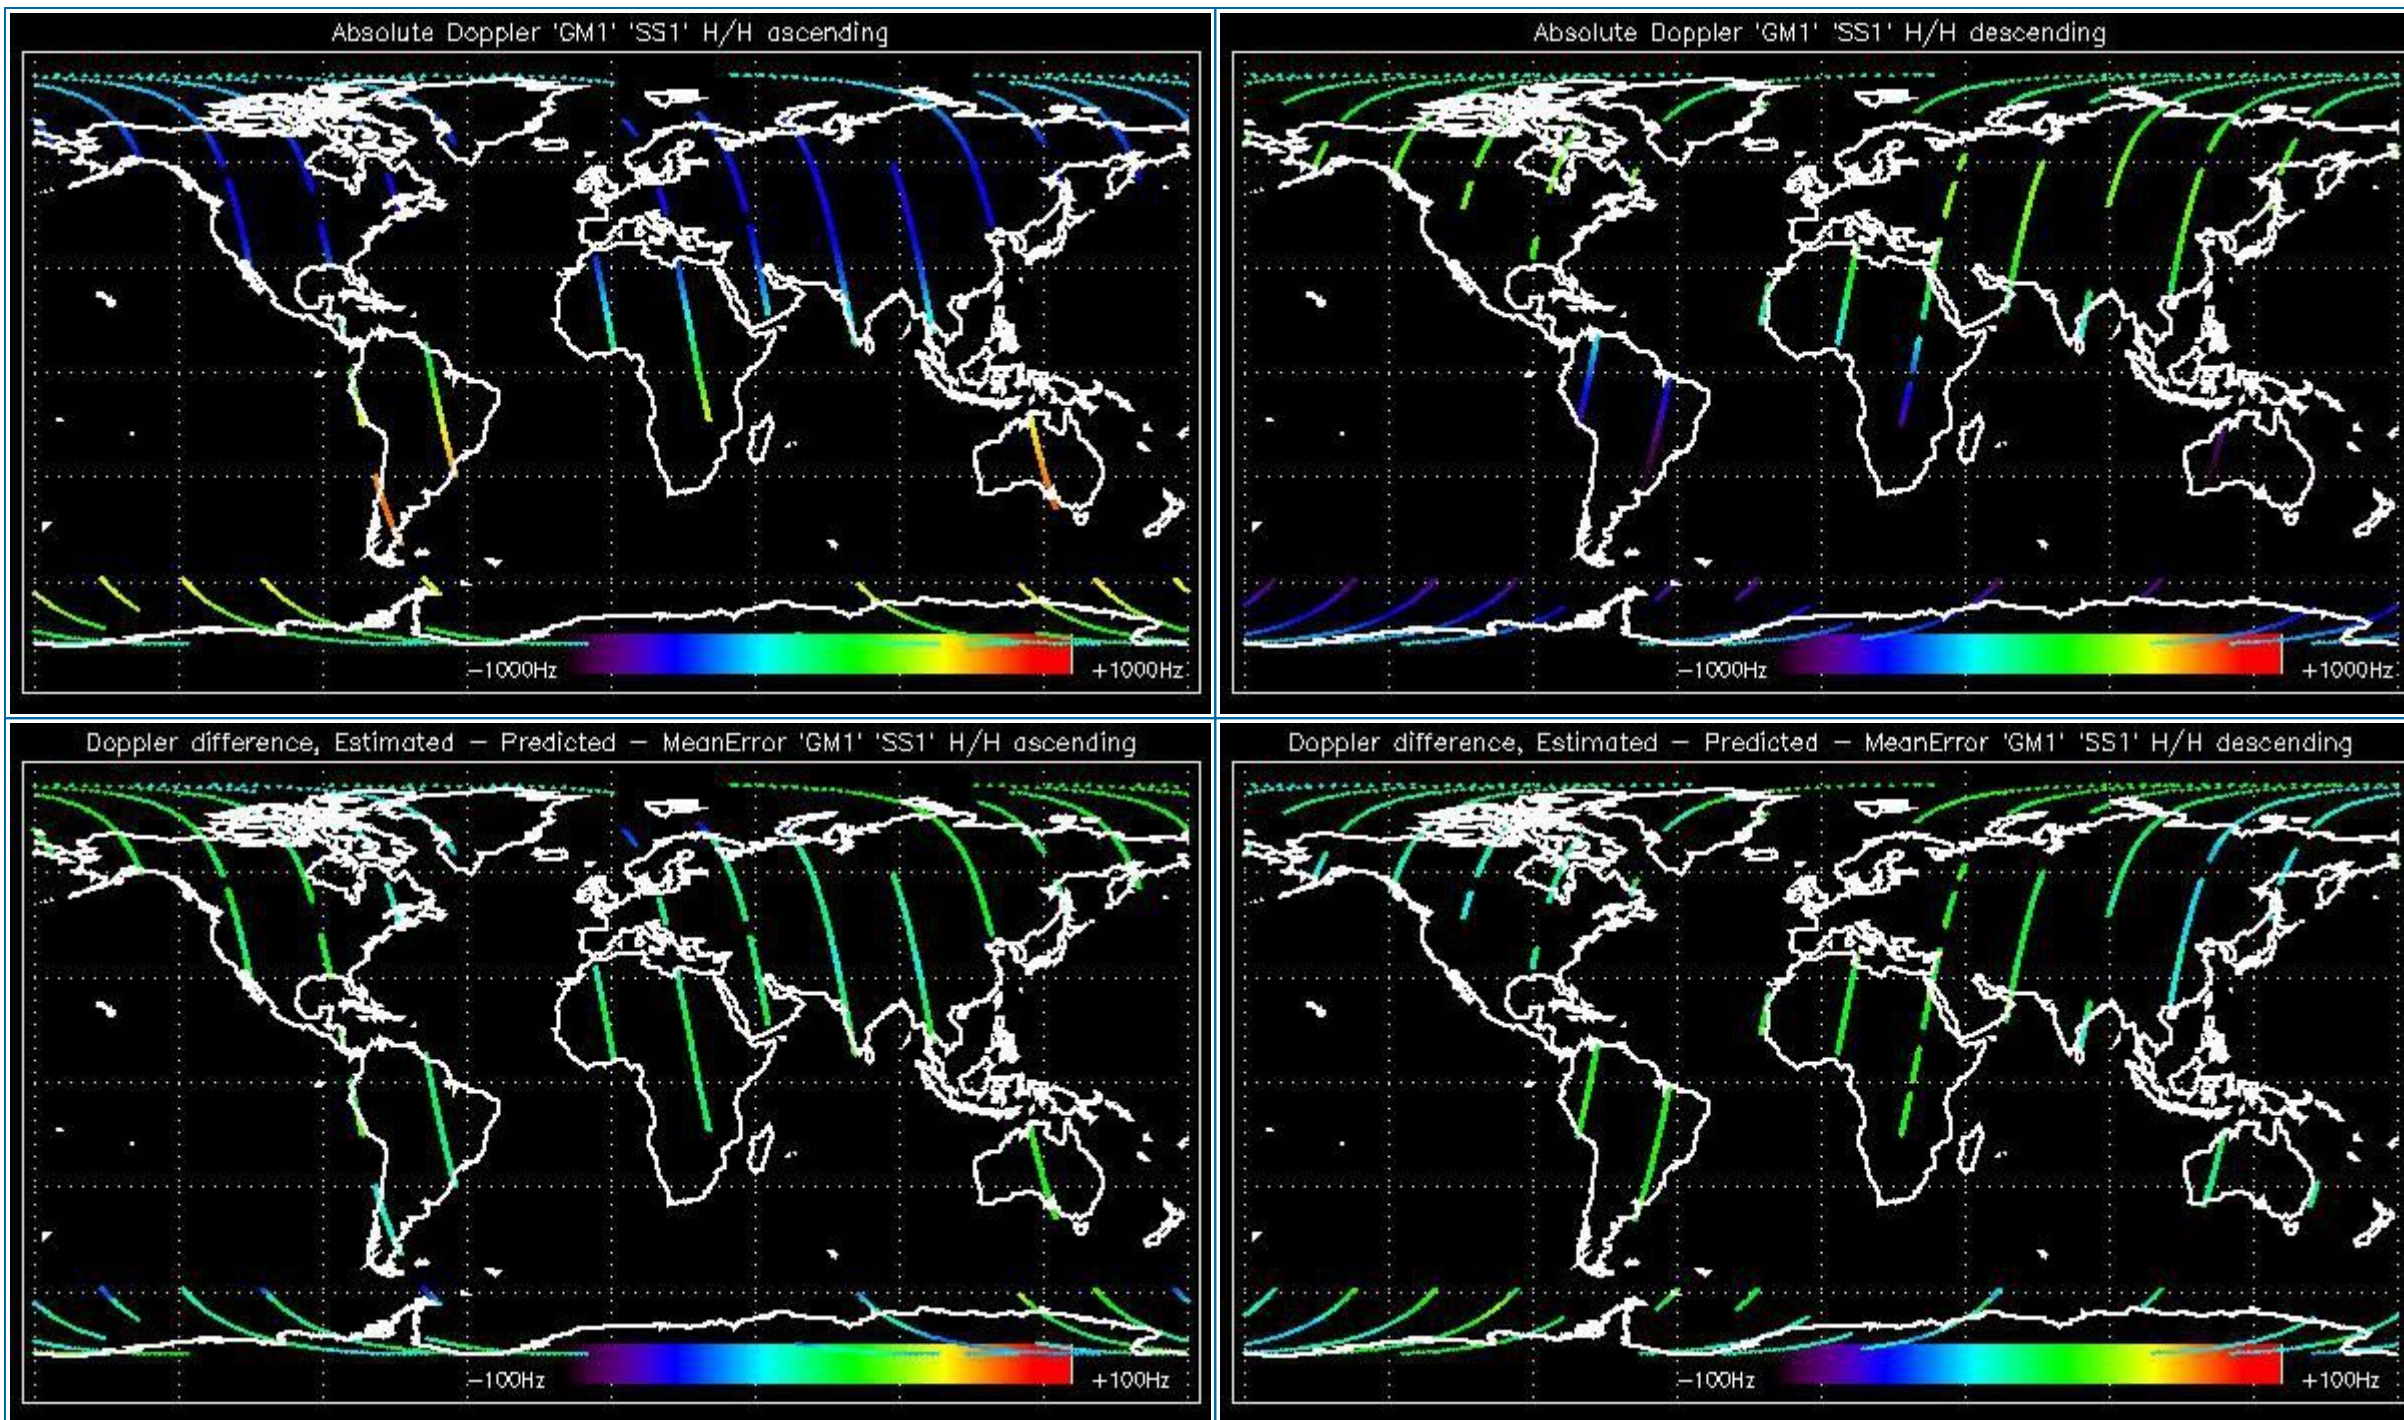 Absolute Doppler 'GM1' 'SS1' H/H ascending
-1000Hz
+1000Hz
Absolute Doppler 'GM1' 'SS1' H/H descending
-1000Hz
+1000Hz
Doppler difference, Estimated - Predicted - MeanError 'GM1' 'SS1' H/H ascending
-100Hz
+100Hz
Doppler difference, Estimated - Predicted - MeanError 'GM1' 'SS1' H/H descending
-100Hz
+100Hz